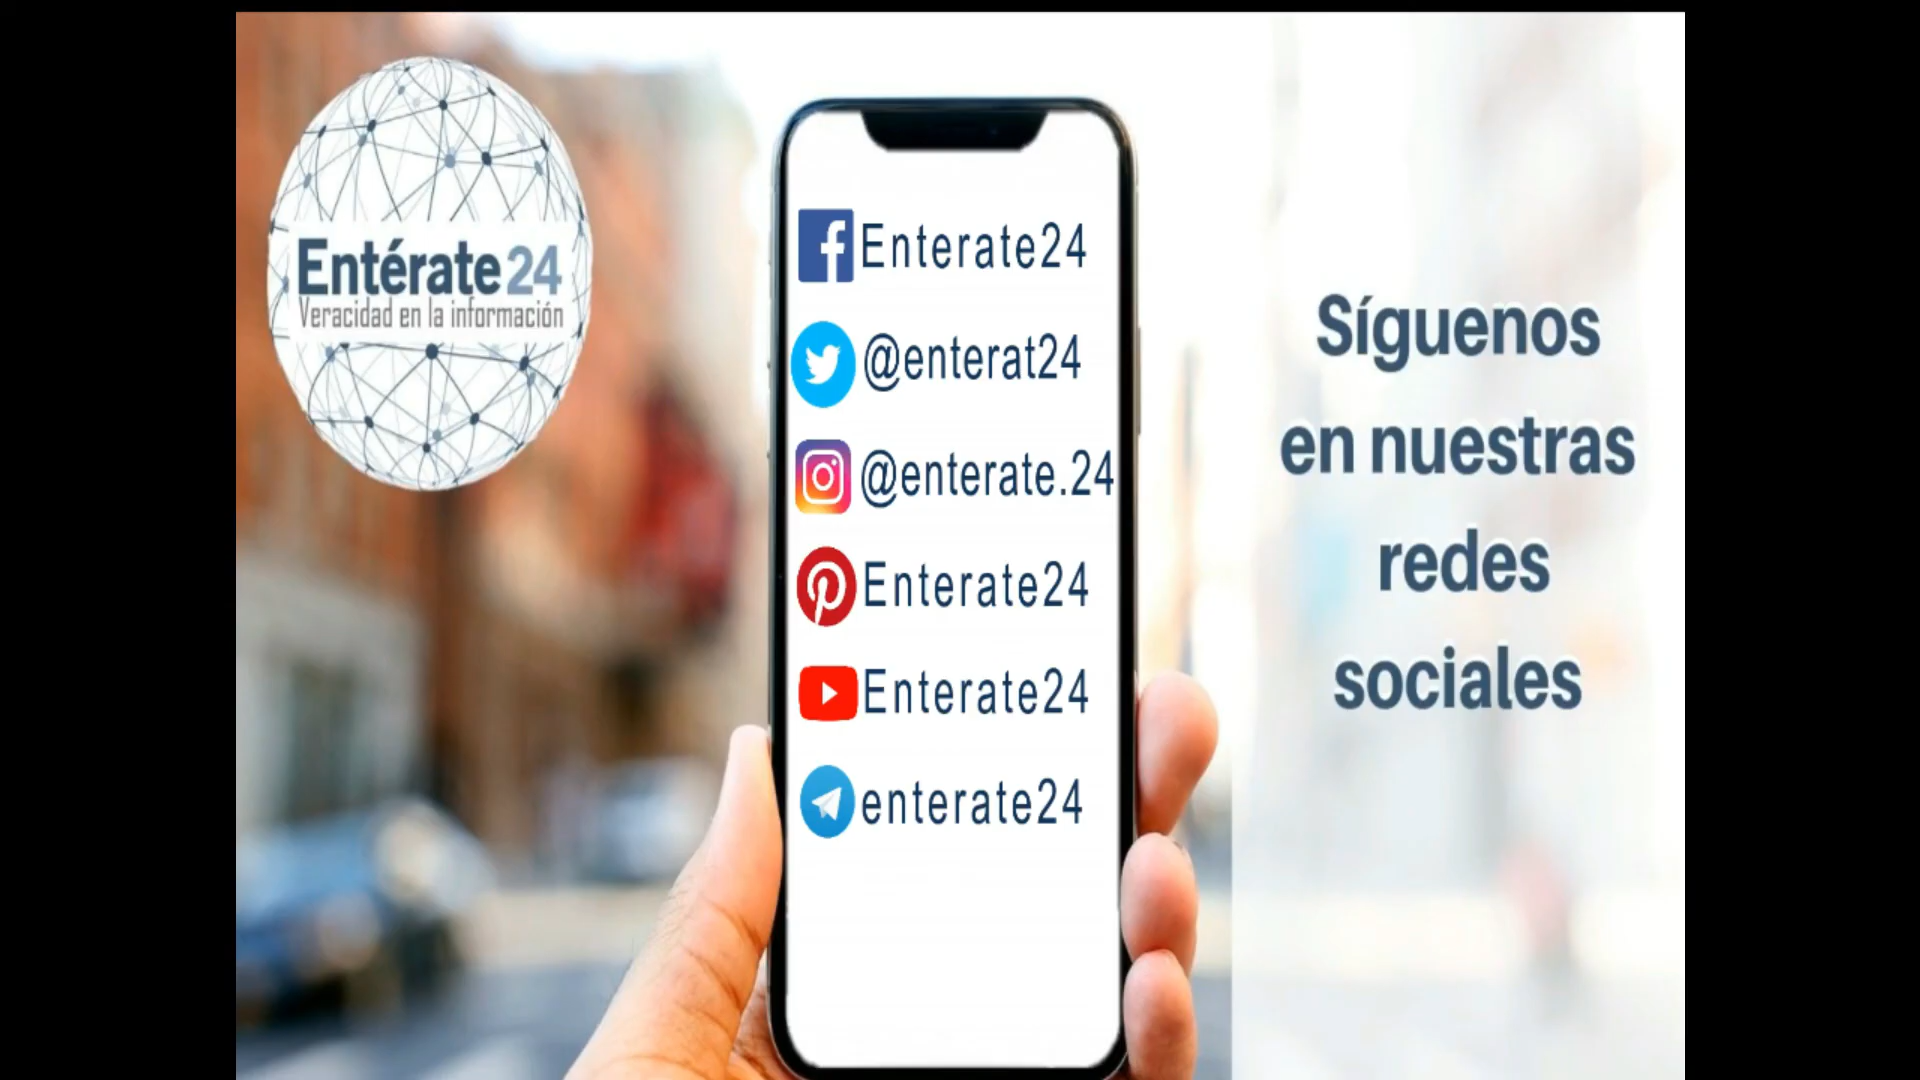 Entérate24
Veracidad en la información
Enterate24
@enterat24
@enterate.24
Enterate24
Enterate24
enterate24
Síguenos
en nuestras
redes
sociales